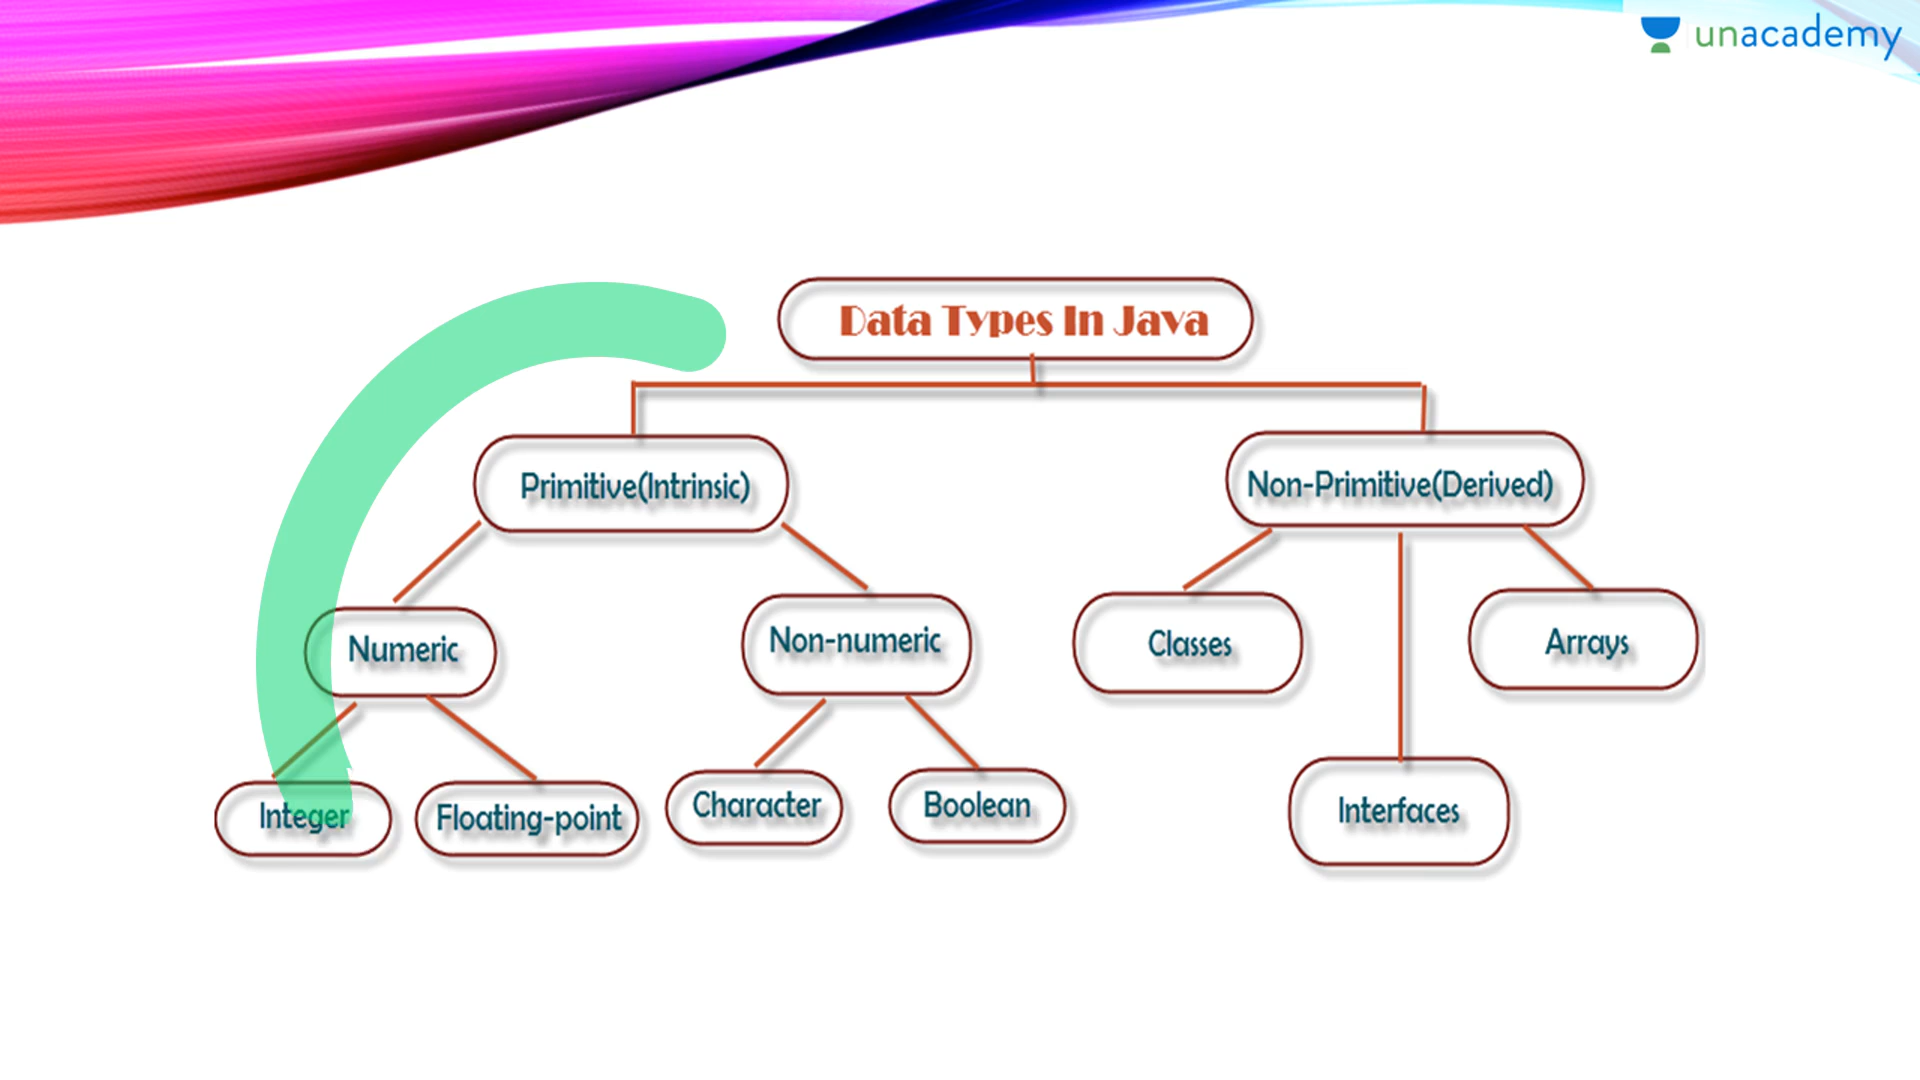 unacademy
Data Types In Java
Primitive(Intrinsic)
Non-Primitive(Derived)
Numeric
Non-numeric
Classes
Arrays
Integer
Floating-point
Character
Boolean
Interfaces